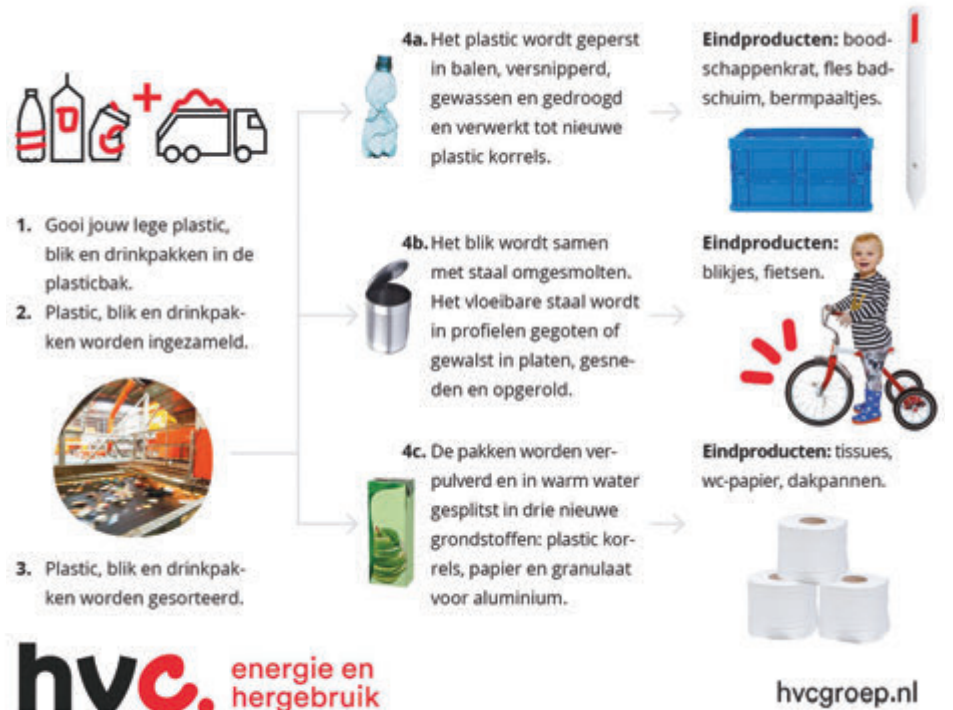 1. Gooi jouw lege plastic,
blik en drinkpakken in de
plasticbak.
2. Plastic, blik en drinkpak-
ken worden ingezameld.
3. Plastic, blik en drinkpak-
ken worden gesorteerd.
4a. Het plastic wordt geperst
in balen, versnipperd,
gewassen en gedroogd
en verwerkt tot nieuwe
plastic korrels.
Eindproducten: bood-
schappenkrat, fles bad-
schuim, bermpaaltjes.
4b. Het blik wordt samen
met staal omgesmolten.
Het vloeibare staal wordt
in profielen gegoten of
gewalst in platen, gesne-
den en opgerold.
Eindproducten:
blikjes, fietsen.
4c. De pakken worden ver-
pulverd en in warm water
gesplitst in drie nieuwe
grondstoffen: plastic kor-
rels, papier en granulaat
voor aluminium.
Eindproducten: tissues,
wc-papier, dakpannen.
hvc.
energie en
hergebruik
hvcgroep.nl